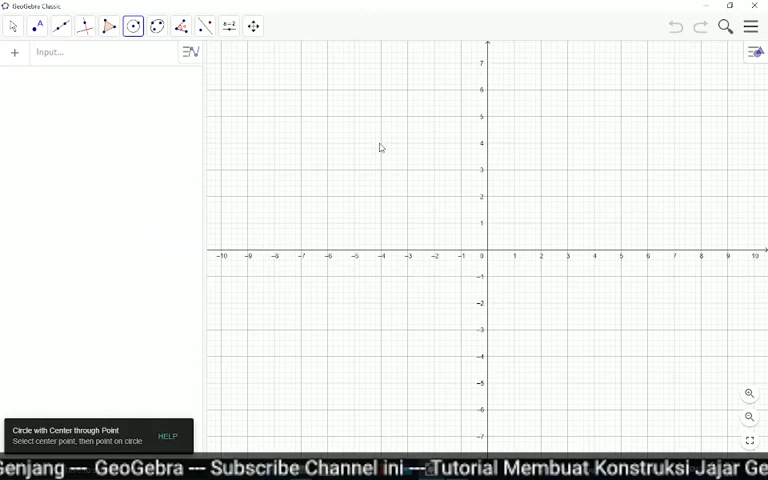 GeoGebra Classic
A
a=2
Input...
7
6
5
4
3
2
1
-10 -9 -8 -7 -6 -5 -4 -3 -2 -1 0 1 2 3 4 5 6 7 8 9 10
-1
-2
-3
-4
-5
-6
-7
Circle with Center through Point
Select center point, then point on circle
HELP
Genjang --- GeoGebra --- Subscribe Channel ini --- Tutorial Membuat Konstruksi Jajar Ge